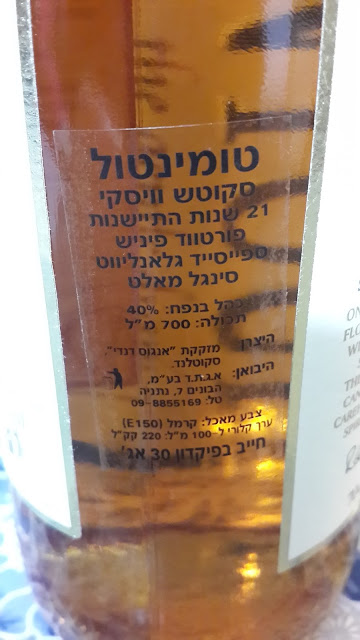 טומינטול
סקוטש וויסקי
21 שנות התיישנות
פורטווד פיניש
ספייסייד גלאנליווט
סינגל מאלט
כהל בנפח: 40%
תכולה: 700 מ"ל
היצרן: מזקקת "אנגוס דנדי",
סקוטלנד.
היבואן: א.ג.ת.ד בע"מ,
הבונים 7, נתניה
טל: 09-8855169
צבע מאכל: קרמל (E150)
ערך קלורי ל-100 מ"ל: 220 קק"ל
חייב בפיקדון 30 אג'